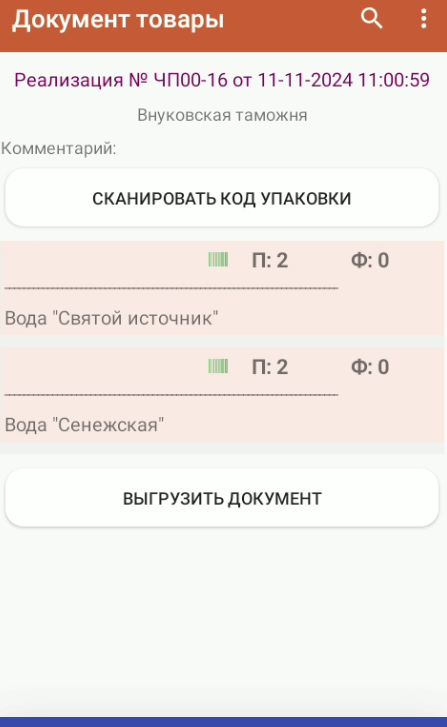 Документ товары
Реализация № ЧП00-16 от 11-11-2024 11:00:59
Внуковская таможня
Комментарий:
СКАНИРОВАТЬ КОД УПАКОВКИ
П: 2 Ф: 0
Вода "Святой источник"
П: 2 Ф: 0
Вода "Сенежская"
ВЫГРУЗИТЬ ДОКУМЕНТ